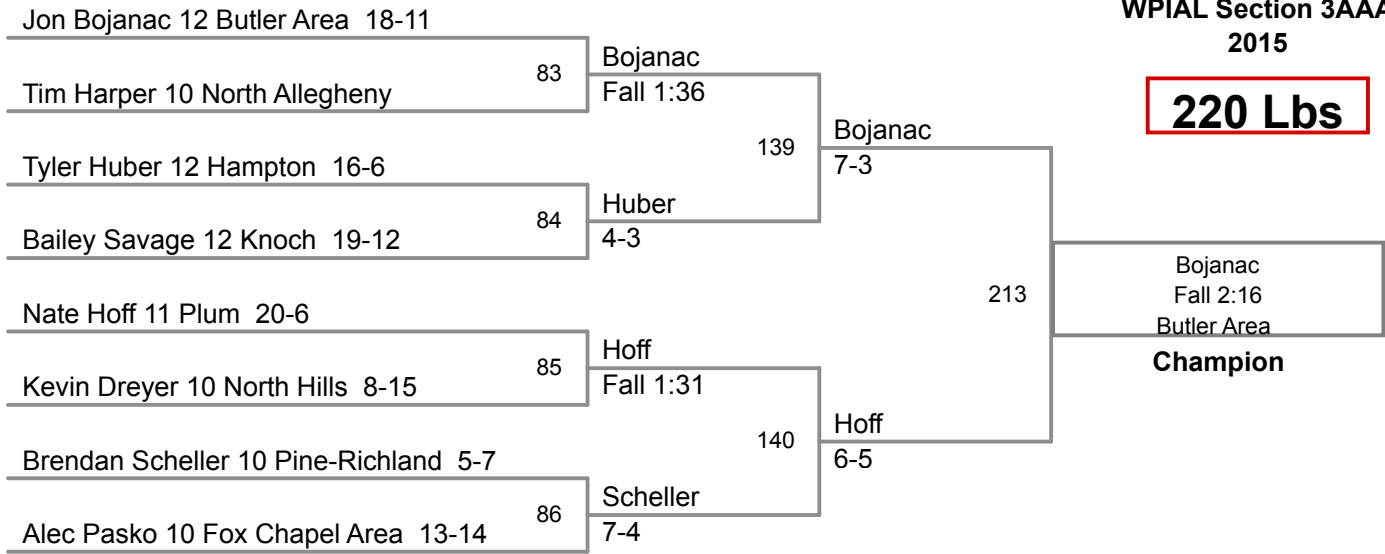 Jon Bojanac 12 Butler Area 18-11
WPIAL Section 3AAA
2015
220 Lbs
83
Bojanac
Fall 1:36
Tim Harper 10 North Allegheny
139
Bojanac
7-3
Tyler Huber 12 Hampton 16-6
84
Huber
4-3
Bailey Savage 12 Knoch 19-12
213
Bojanac
Fall 2:16
Butler Area
Champion
Nate Hoff 11 Plum 20-6
85
Hoff
Fall 1:31
Kevin Dreyer 10 North Hills 8-15
140
Hoff
6-5
Brendan Scheller 10 Pine-Richland 5-7
86
Scheller
7-4
Alec Pasko 10 Fox Chapel Area 13-14